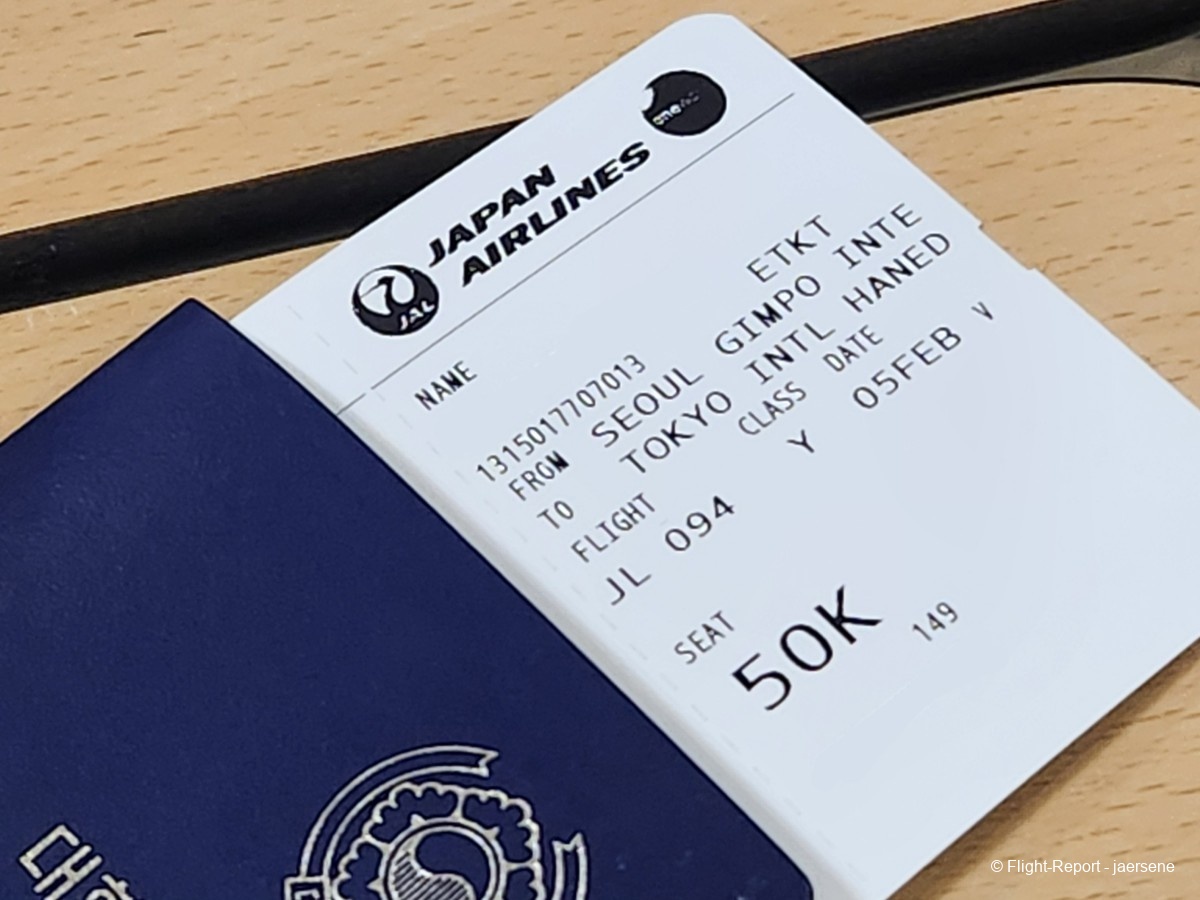 JAPAN
AIRLINES
JAL
NAME
ETKT
1315017707013
FROM SEOUL GIMPO INTE
TO TOKYO INTL HANED
FLIGHT CLASS DATE
JL 094 Y 05FEB V
SEAT
50K 149
대
© Flight-Report - jaersene